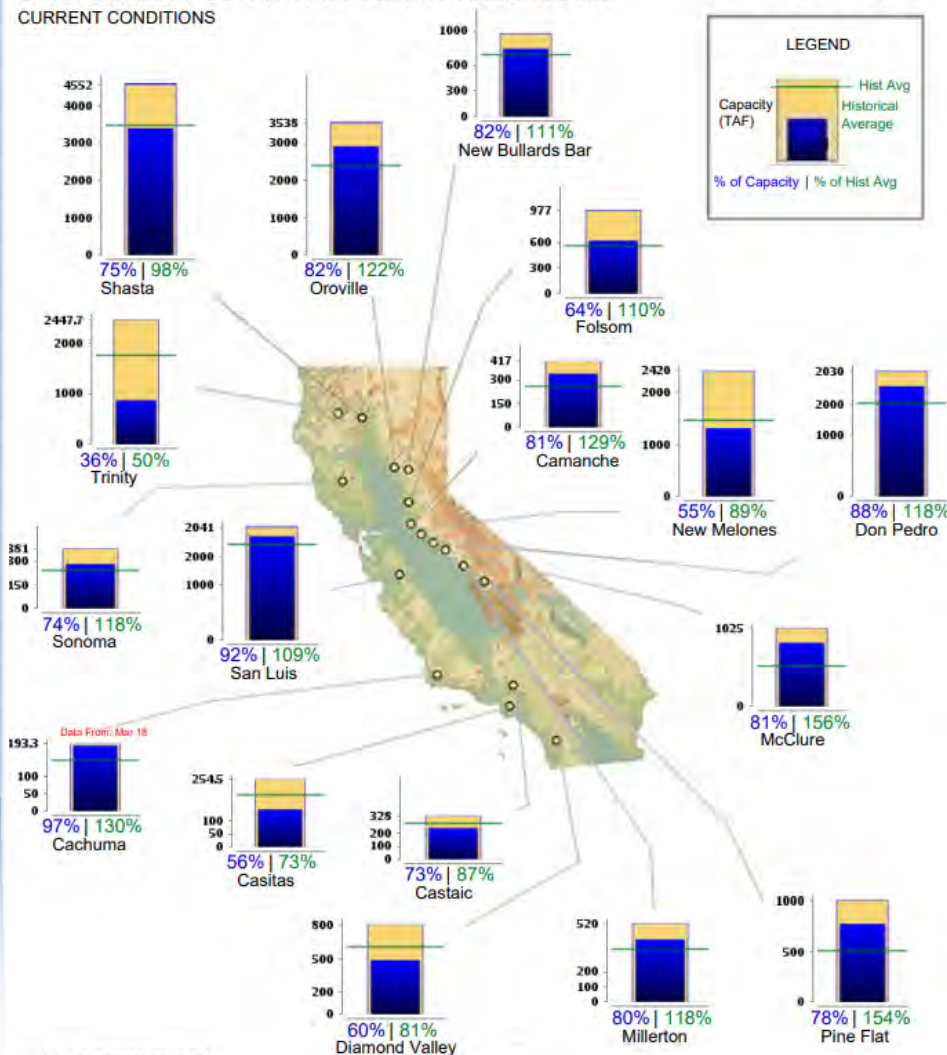 CURRENT CONDITIONS
LEGEND
Hist Avg
Capacity
(TAF)
Historical
Average
% of Capacity | % of Hist Avg
1000
600
300
0
82% | 111%
New Bullards Bar
4552
4000
3000
2000
1000
0
75% | 98%
Shasta
3538
3000
2000
1000
0
82% | 122%
Oroville
977
600
300
0
64% | 110%
Folsom
2447.7
2000
1000
0
36% | 50%
Trinity
417
300
150
0
81% | 129%
Camanche
2420
2000
1000
0
55% | 89%
New Melones
2030
2000
1000
0
88% | 118%
Don Pedro
300
150
0
74% | 118%
Sonoma
2041
2000
1000
0
92% | 109%
San Luis
1025
0
81% | 156%
McClure
Data From: Mar 18
193.3
100
50
0
97% | 130%
Cachuma
254.5
100
50
0
56% | 73%
Casitas
325
200
100
0
73% | 87%
Castaic
800
500
200
0
60% | 81%
Diamond Valley
520
200
100
0
80% | 118%
Millerton
1000
500
0
78% | 154%
Pine Flat